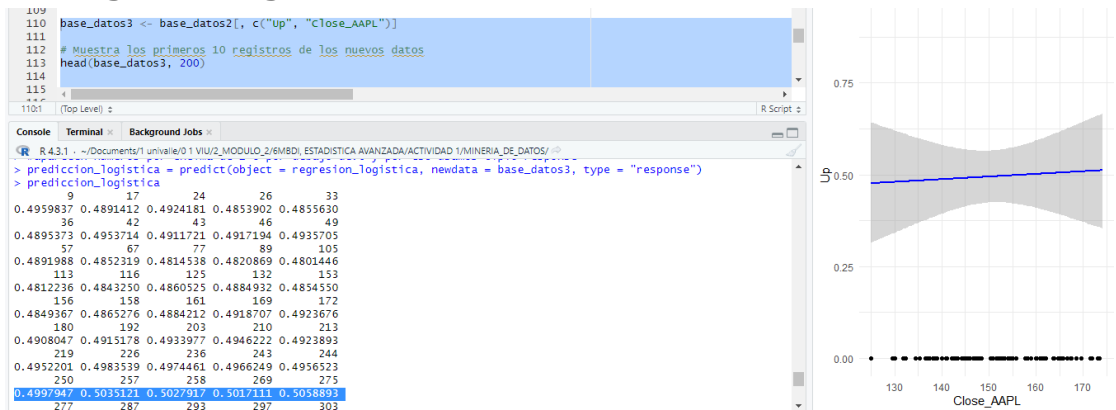 109
110 base_datos3 <- base_datos2[, c("Up", "Close_AAPL")]
111
112 # Muestra los primeros 10 registros de los nuevos datos
113 head(base_datos3, 200)
114
115
110:1 (Top Level) R Script
Console Terminal × Background Jobs ×
R 4.3.1 · ~/Documents/1 univalle/0 1 VIU/2_MODULO_2/6MBDI, ESTADISTICA AVANZADA/ACTIVIDAD 1/MINERIA_DE_DATOS/
> prediccion_logistica = predict(object = regresion_logistica, newdata = base_datos3, type = "response")
> prediccion_logistica
9 17 24 26 33
0.4959837 0.4891412 0.4924181 0.4853902 0.4855630
36 42 43 46 49
0.4895373 0.4953714 0.4911721 0.4917194 0.4935705
57 67 77 89 105
0.4891988 0.4852319 0.4814538 0.4820869 0.4801446
113 116 125 132 153
0.4812236 0.4843250 0.4860525 0.4884932 0.4854550
156 158 161 169 172
0.4849367 0.4865276 0.4884212 0.4918707 0.4923676
180 192 203 210 213
0.4908047 0.4915178 0.4933977 0.4946222 0.4923893
219 226 236 243 244
0.4952201 0.4983539 0.4974461 0.4966249 0.4956523
250 257 258 269 275
0.4997947 0.5035121 0.5027917 0.5017111 0.5058893
277 287 293 297 303
0.75
0.50
0.25
0.00
Up
130 140 150 160 170
Close_AAPL